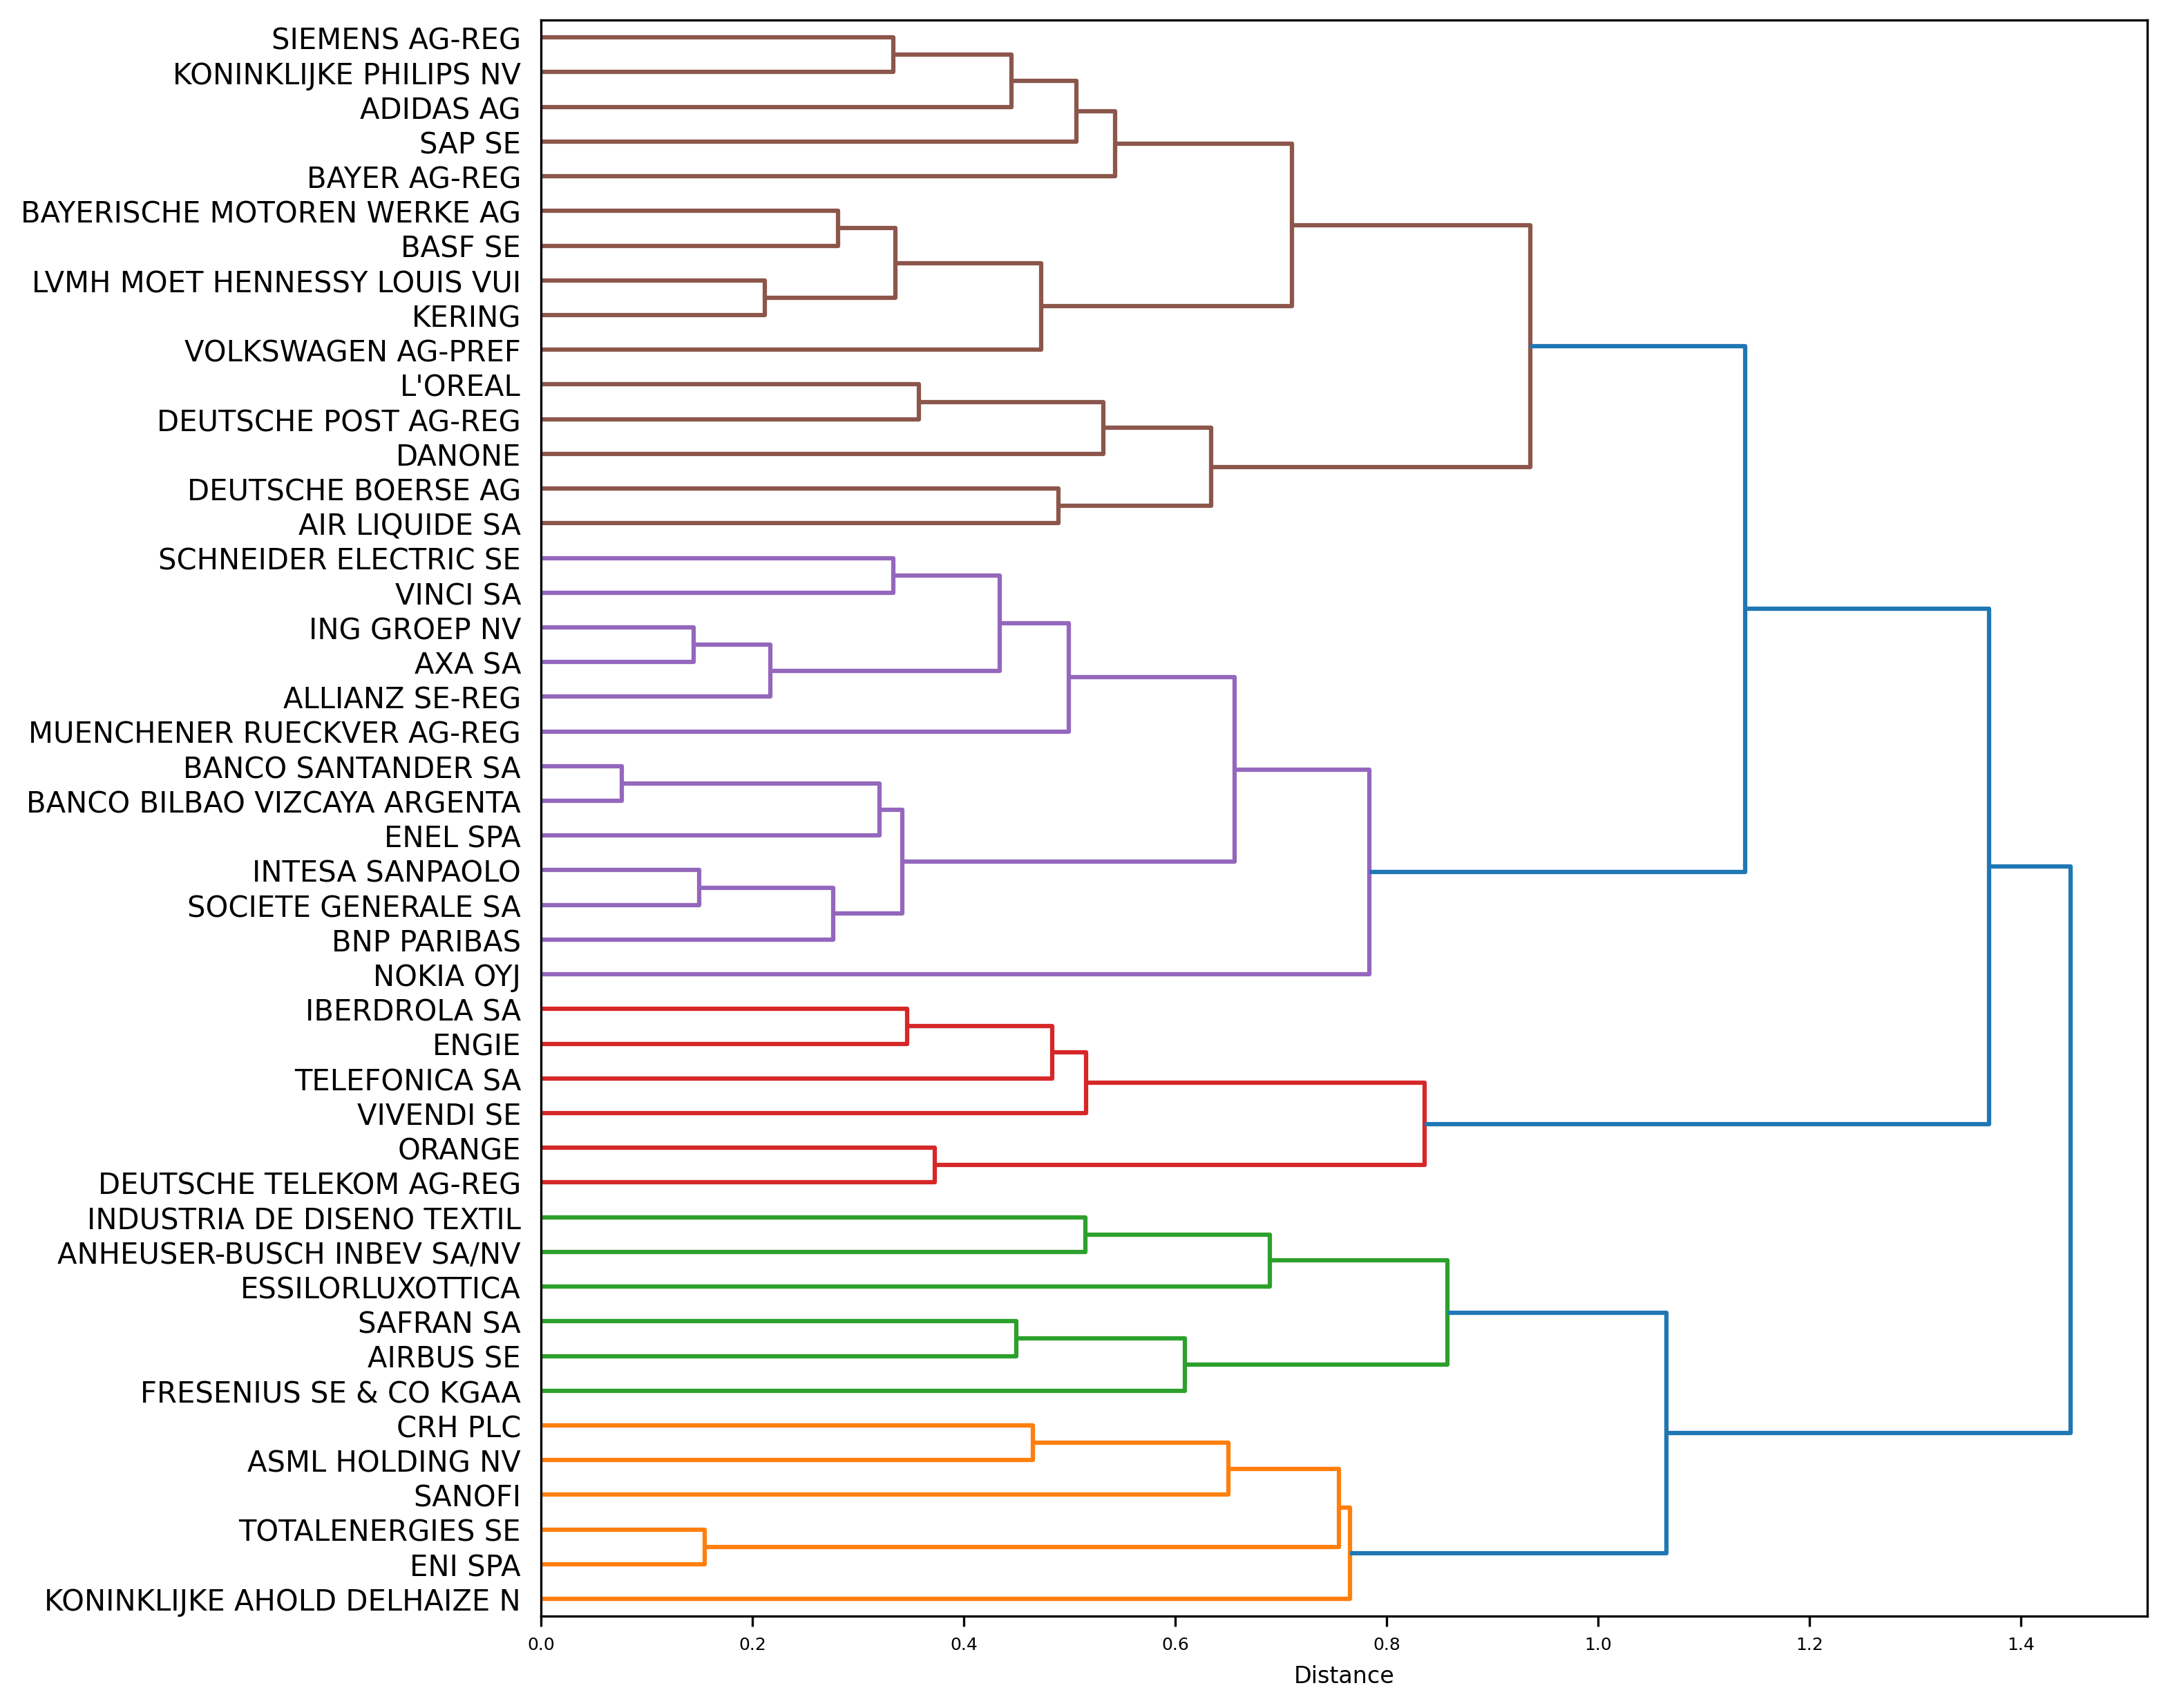 SIEMENS AG-REG
KONINKLIJKE PHILIPS NV
ADIDAS AG
SAP SE
BAYER AG-REG
BAYERISCHE MOTOREN WERKE AG
BASF SE
LVMH MOET HENNESSY LOUIS VUI
KERING
VOLKSWAGEN AG-PREF
L'OREAL
DEUTSCHE POST AG-REG
DANONE
DEUTSCHE BOERSE AG
AIR LIQUIDE SA
SCHNEIDER ELECTRIC SE
VINCI SA
ING GROEP NV
AXA SA
ALLIANZ SE-REG
MUENCHENER RUECKVER AG-REG
BANCO SANTANDER SA
BANCO BILBAO VIZCAYA ARGENTA
ENEL SPA
INTESA SANPAOLO
SOCIETE GENERALE SA
BNP PARIBAS
NOKIA OYJ
IBERDROLA SA
ENGIE
TELEFONICA SA
VIVENDI SE
ORANGE
DEUTSCHE TELEKOM AG-REG
INDUSTRIA DE DISENO TEXTIL
ANHEUSER-BUSCH INBEV SA/NV
ESSILORLUXOTTICA
SAFRAN SA
AIRBUS SE
FRESENIUS SE & CO KGAA
CRH PLC
ASML HOLDING NV
SANOFI
TOTALENERGIES SE
ENI SPA
KONINKLIJKE AHOLD DELHAIZE N
0.0 0.2 0.4 0.6 0.8 1.0 1.2 1.4
Distance